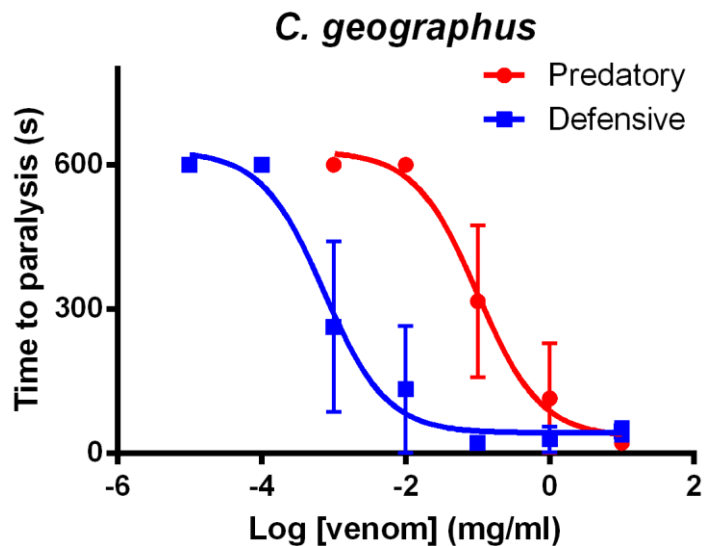 C. geographus
Predatory
Defensive
Time to paralysis (s)
600
300
0
-6
-4
-2
0
2
Log [venom] (mg/ml)